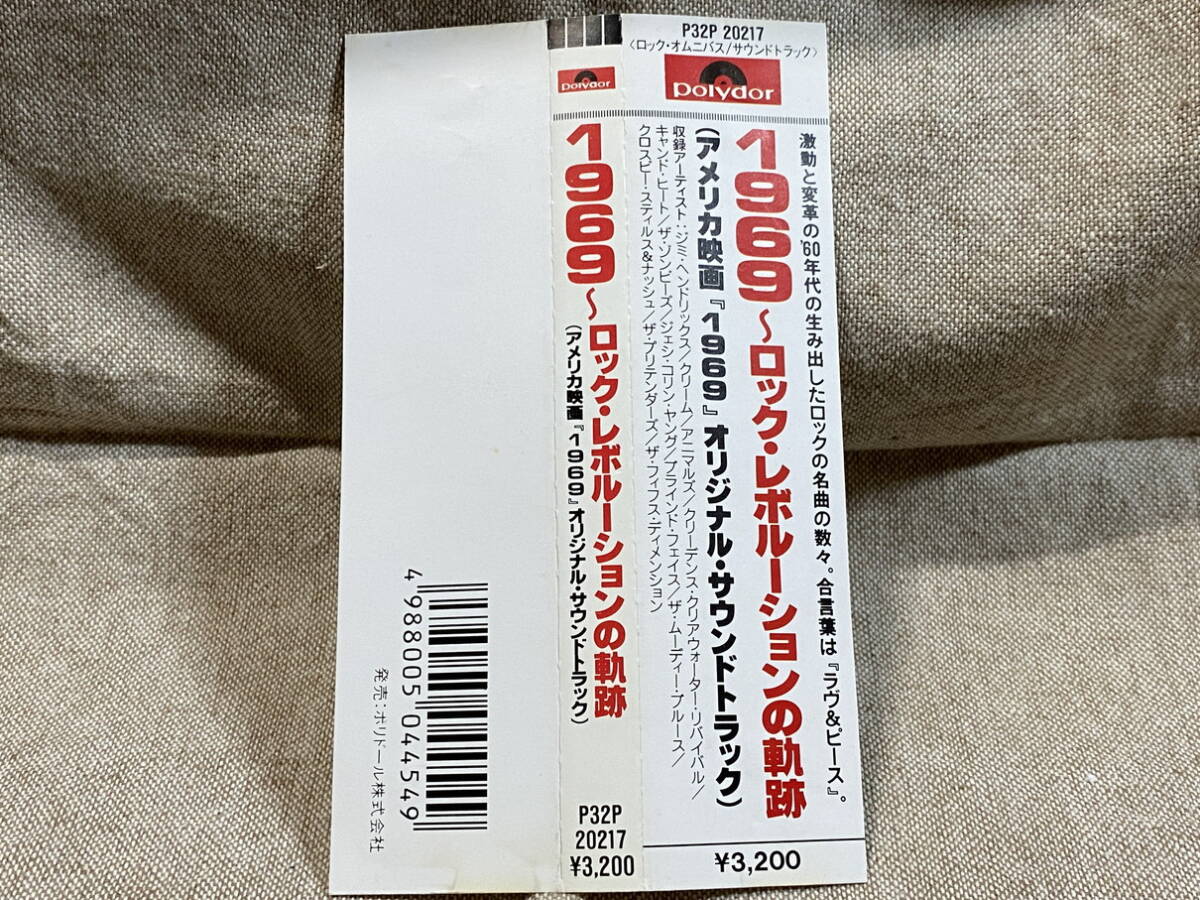 P32P 20217
〈ロック・オムニバス/サウンドトラック〉
polydor
激動と変革の'60年代の生み出したロックの名曲の数々。合言葉は『ラヴ&ピース』。
1969～ロック・レボルーションの軌跡
(アメリカ映画『1969』オリジナル・サウンドトラック)
収録アーティスト:ジミ・ヘンドリックス/クリーム/アニマルズ/クリーデンス・クリアウォーター・リバイバル/
キャンド・ヒート/ザ・ゾンビーズ/ジェシ・コリン・ヤング/ブラインド・フェイス/ザ・ムーディー・ブルース/
クロスビー・スティルス&ナッシュ/ザ・プリテンダーズ/ザ・フィフス・ディメンション
¥3,200
polydor
1969～ロック・レボルーションの軌跡
(アメリカ映画『1969』オリジナル・サウンドトラック)
P32P
20217
¥3,200
4 988005 044549
発売:ポリドール株式会社